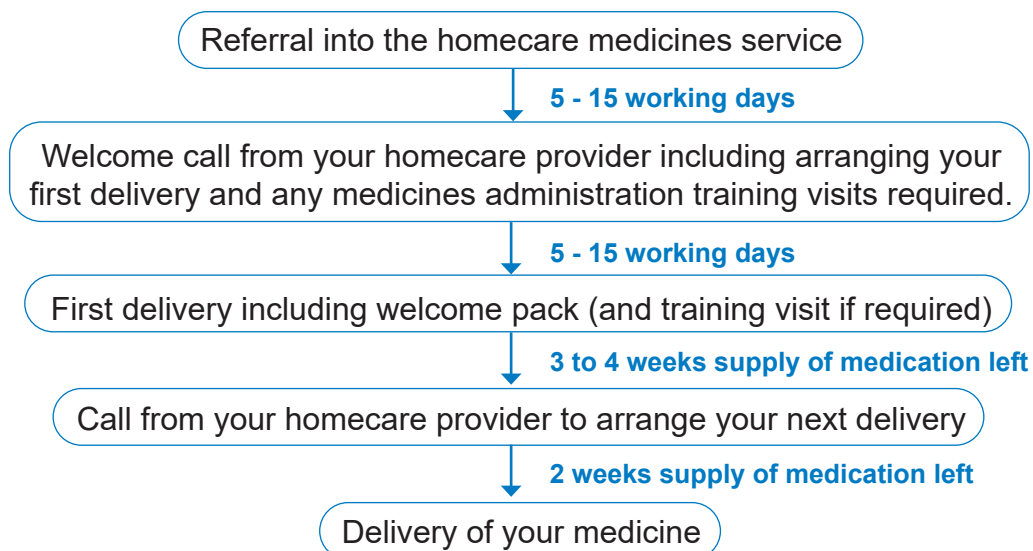 Referral into the homecare medicines service
5 - 15 working days
Welcome call from your homecare provider including arranging your
first delivery and any medicines administration training visits required.
5 - 15 working days
First delivery including welcome pack (and training visit if required)
3 to 4 weeks supply of medication left
Call from your homecare provider to arrange your next delivery
2 weeks supply of medication left
Delivery of your medicine